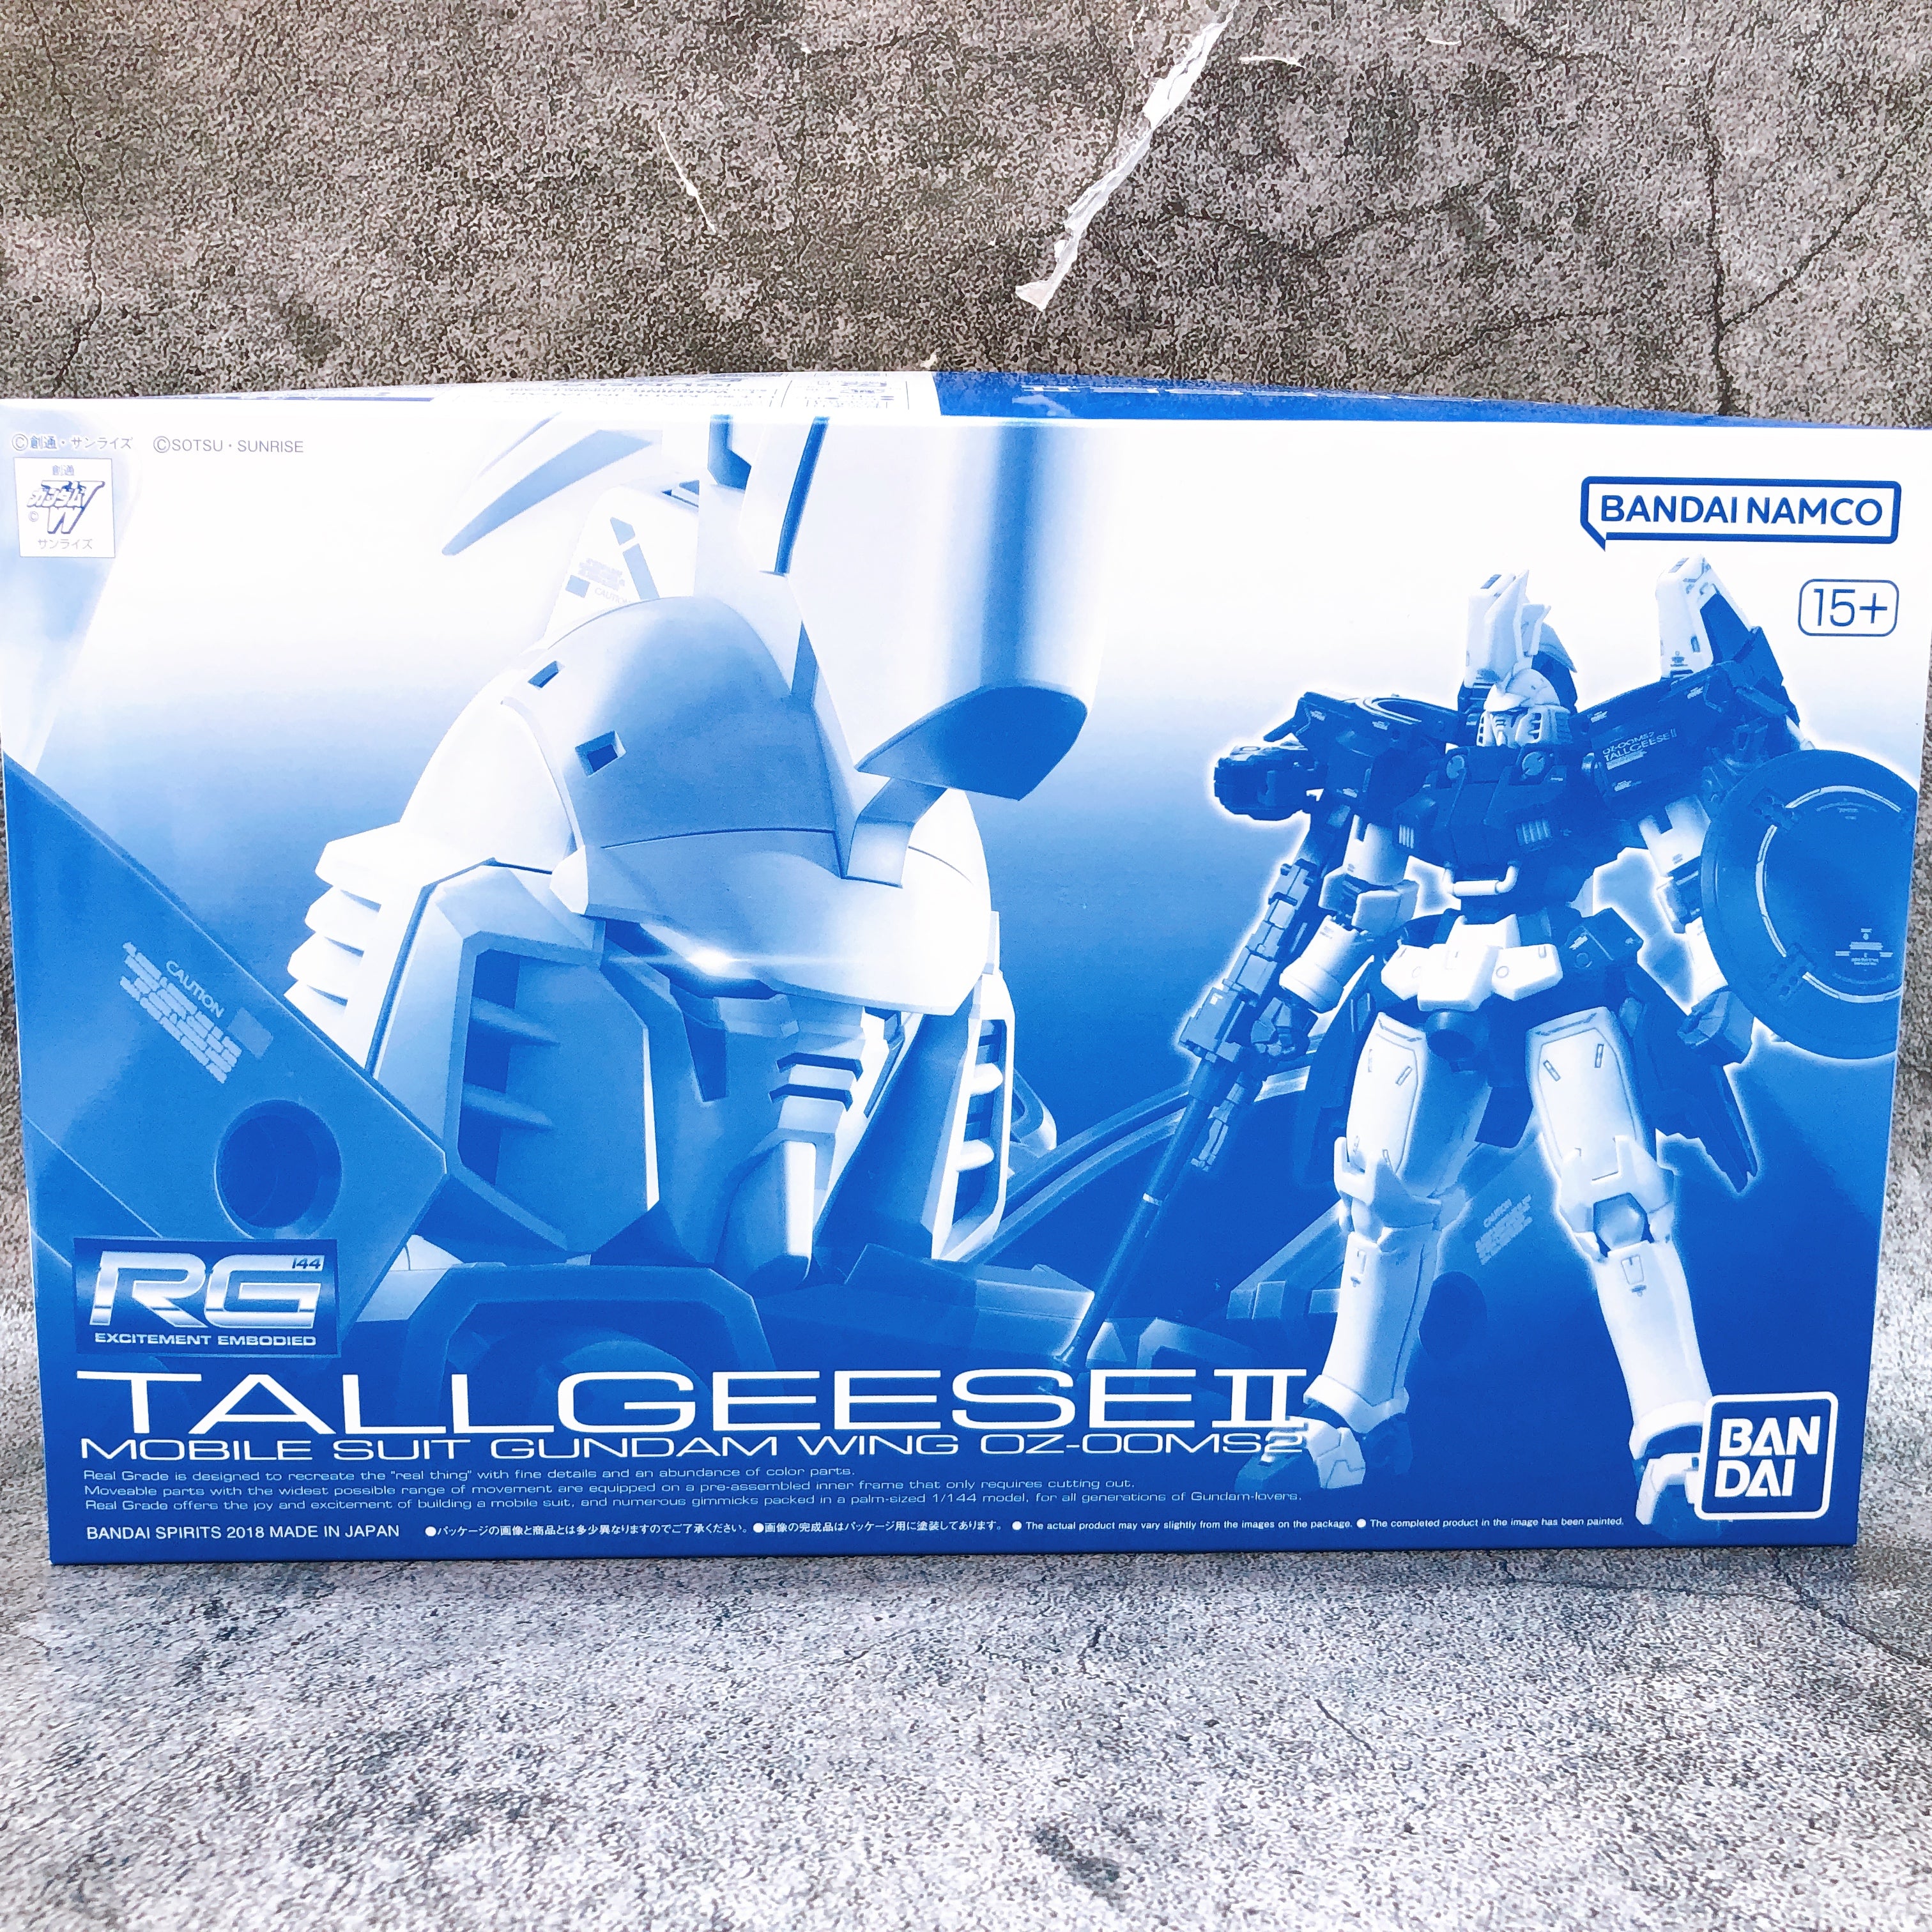 ©創通・サンライズ ©SOTSU・SUNRISE
創通
ガンダム
W
©
サンライズ
BANDAI NAMCO
15+
CAUTION
OZ-00MS2
TALLGEESE II
CAUTION
CAUTION
RG 144
EXCITEMENT EMBODIED
TALLGEESE II
MOBILE SUIT GUNDAM WING OZ-00MS2
Real Grade is designed to recreate the "real thing" with fine details and an abundance of color parts.
Moveable parts with the widest possible range of movement are equipped on a pre-assembled inner frame that only requires cutting out.
Real Grade offers the joy and excitement of building a mobile suit, and numerous gimmicks packed in a palm-sized 1/144 model, for all generations of Gundam-lovers.
BAN
DAI
BANDAI SPIRITS 2018 MADE IN JAPAN ●パッケージの画像と商品とは多少異なりますのでご了承ください。 ●画像の完成品はパッケージ用に塗装してあります。 ● The actual product may vary slightly from the images on the package. ● The completed product in the image has been painted.